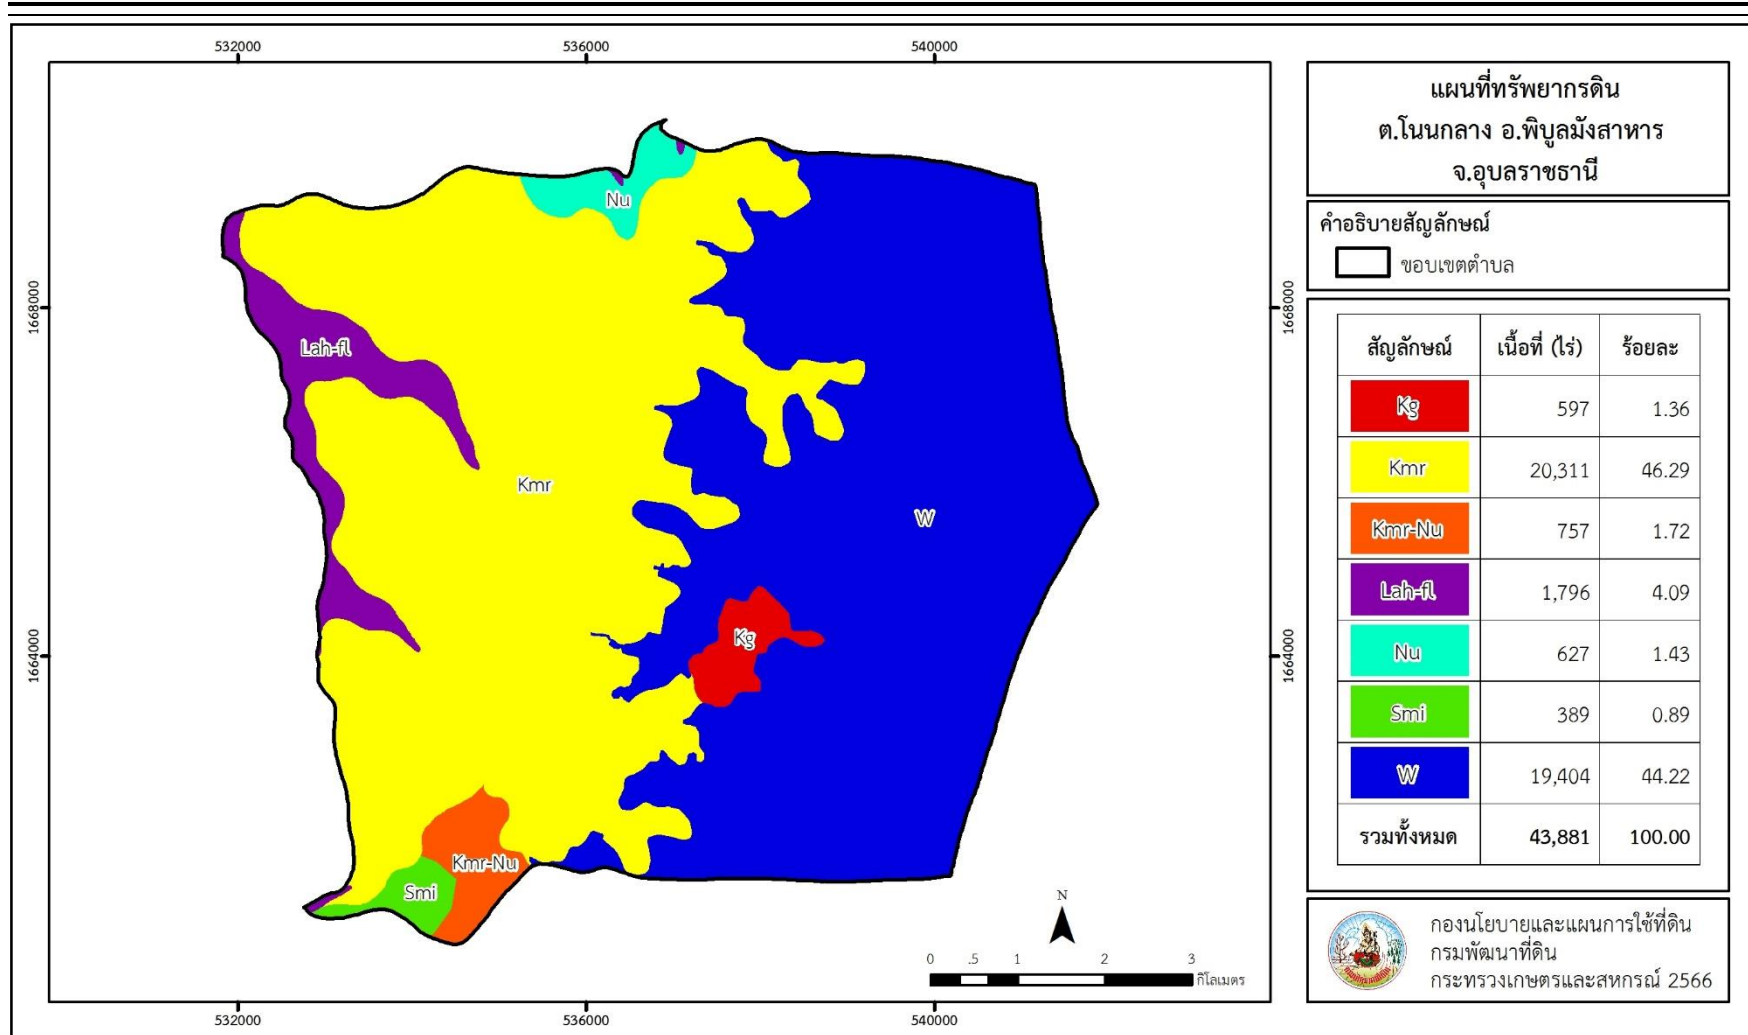 532000
536000
540000
แผนที่ทรัพยากรดิน
ต.โนนกลาง อ.พิบูลมังสาหาร
จ.อุบลราชธานี
คำอธิบายสัญลักษณ์
ขอบเขตตำบล
1668000
1668000
1664000
1664000
Nu
Lah-fl
Kmr
W
Kg
Kmr-Nu
Smi
สัญลักษณ์ เนื้อที่ (ไร่) ร้อยละ
Kg 597 1.36
Kmr 20,311 46.29
Kmr-Nu 757 1.72
Lah-fl 1,796 4.09
Nu 627 1.43
Smi 389 0.89
W 19,404 44.22
รวมทั้งหมด 43,881 100.00
N
0 .5 1 2 3
กิโลเมตร
กองนโยบายและแผนการใช้ที่ดิน
กรมพัฒนาที่ดิน
กระทรวงเกษตรและสหกรณ์ 2566
532000
536000
540000